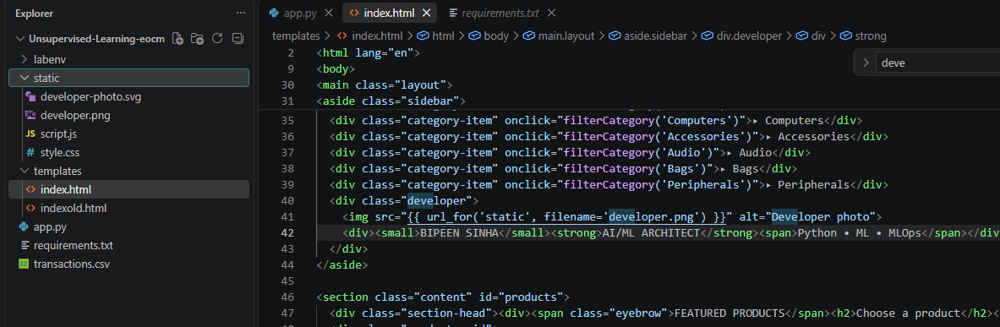 Explorer ···
app.py
index.html
requirements.txt
Unsupervised-Learning-eocm
labenv
static
developer-photo.svg
developer.png
JS script.js
# style.css
templates
<> index.html
<> indexold.html
app.py
requirements.txt
transactions.csv
templates > <> index.html > html > body > main.layout > aside.sidebar > div.developer > div > strong
deve
2 <html lang="en">
9 <body>
30 <main class="layout">
31 <aside class="sidebar">
35 <div class="category-item" onclick="filterCategory('Computers')">▸ Computers</div>
36 <div class="category-item" onclick="filterCategory('Accessories')">▸ Accessories</div>
37 <div class="category-item" onclick="filterCategory('Audio')">▸ Audio</div>
38 <div class="category-item" onclick="filterCategory('Bags')">▸ Bags</div>
39 <div class="category-item" onclick="filterCategory('Peripherals')">▸ Peripherals</div>
40 <div class="developer">
41 <img src="{{ url_for('static', filename='developer.png') }}" alt="Developer photo">
42 <div><small>BIPEEN SINHA</small><strong>AI/ML ARCHITECT</strong><span>Python • ML • MLOps</span></div
43 </div>
44 </aside>
45
46 <section class="content" id="products">
47 <div class="section-head"><div><span class="eyebrow">FEATURED PRODUCTS</span><h2>Choose a product</h2><